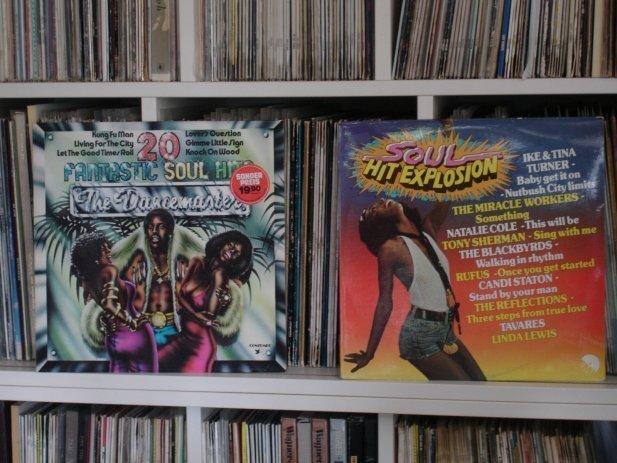 Kung Fu Man
Living For The City
Let The Good Times Roll
20
Lovers Question
Gimme Little Sign
Knock On Wood
FANTASTIC SOUL HITS
The Dancemasters
SONDER
PREIS
19.90
SOUL
HIT EXPLOSION
IKE & TINA
TURNER -
Baby get it on
- Nutbush City limits
THE MIRACLE WORKERS -
Something
NATALIE COLE - This will be
TONY SHERMAN - Sing with me
THE BLACKBYRDS -
Walking in rhythm
RUFUS - Once you get started
CANDI STATON -
Stand by your man
THE REFLECTIONS -
Three steps from true love
TAVARES
LINDA LEWIS
EMI
Wagner